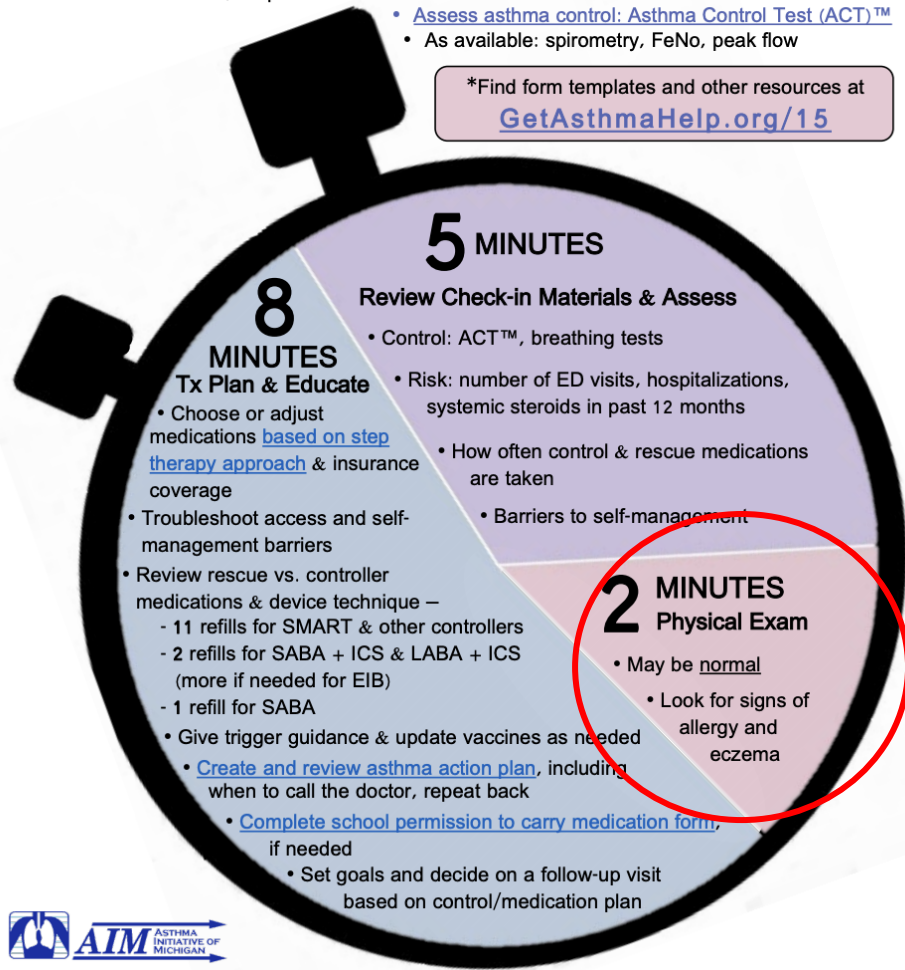 • Assess asthma control: Asthma Control Test (ACT)™
• As available: spirometry, FeNo, peak flow
*Find form templates and other resources at
GetAsthmaHelp.org/15
5 MINUTES
Review Check-in Materials & Assess
• Control: ACT™, breathing tests
• Risk: number of ED visits, hospitalizations,
systemic steroids in past 12 months
• How often control & rescue medications
are taken
• Barriers to self-management
2 MINUTES
Physical Exam
• May be normal
• Look for signs of
allergy and
eczema
8
MINUTES
Tx Plan & Educate
• Choose or adjust
medications based on step
therapy approach & insurance
coverage
• Troubleshoot access and self-
management barriers
• Review rescue vs. controller
medications & device technique –
- 11 refills for SMART & other controllers
- 2 refills for SABA + ICS & LABA + ICS
(more if needed for EIB)
- 1 refill for SABA
• Give trigger guidance & update vaccines as needed
• Create and review asthma action plan, including
when to call the doctor, repeat back
• Complete school permission to carry medication form,
if needed
• Set goals and decide on a follow-up visit
based on control/medication plan
AIM ASTHMA
INITIATIVE OF
MICHIGAN